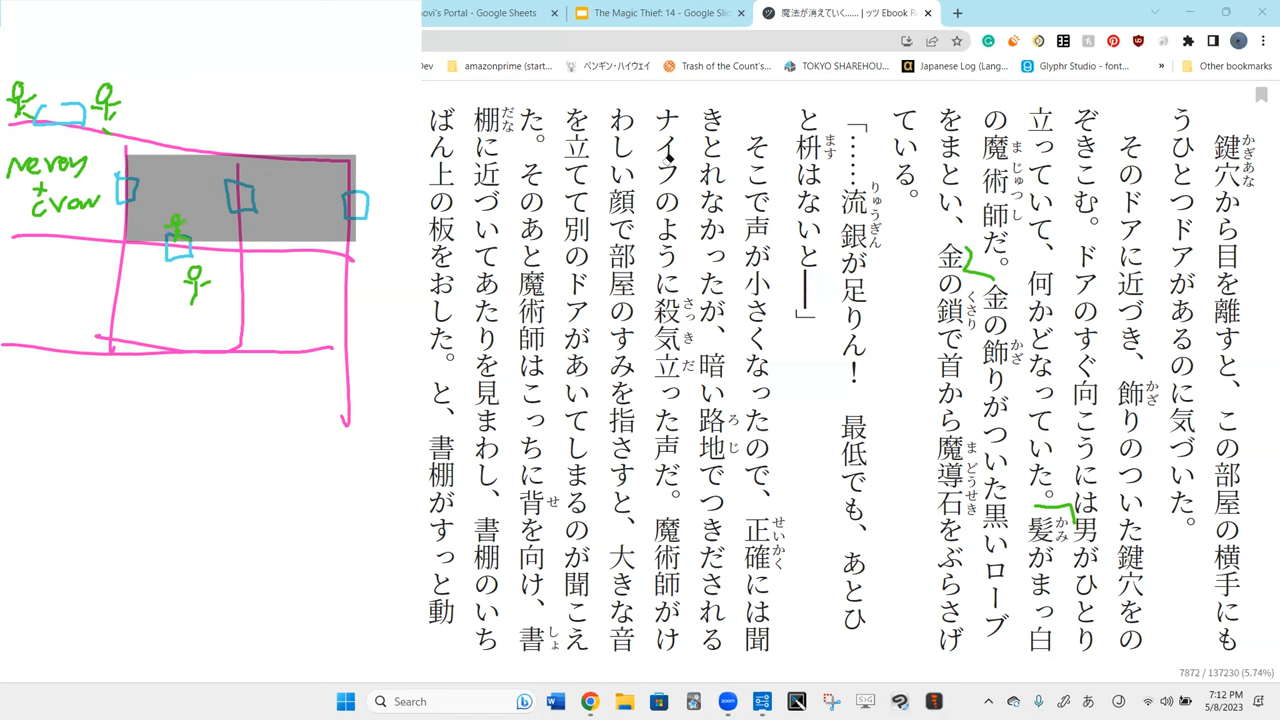 ovi's Portal - Google Sheets
The Magic Thief: 14 - Google Sli
魔法が消えていく…… | ッツ Ebook R
Dev
amazonprime (start...
ペンギン・ハイウェイ
Trash of the Count's...
TOKYO SHAREHOU...
Japanese Log (Lang...
Glyphr Studio - font...
»
Other bookmarks
nevery
+
crow
鍵穴から目を離すと、この部屋の横手にも
うひとつドアがあるのに気づいた。
そのドアに近づき、飾りのついた鍵穴をの
ぞきこむ。ドアのすぐ向こうには男がひとり
立っていて、何かどなっていた。髪がまっ白
の魔術師だ。金の飾りがついた黒いローブ
をまとい、金の鎖で首から魔導石をぶらさげ
ている。
「……流銀が足りん! 最低でも、あとひ
と枡はないと――」
そこで声が小さくなったので、正確には聞
きとれなかったが、暗い路地でつきだされる
ナイフのように殺気立った声だ。魔術師がけ
わしい顔で部屋のすみを指さすと、大きな音
を立てて別のドアがあいてしまるのが聞こえ
た。そのあと魔術師はこっちに背を向け、書
棚に近づいてあたりを見まわし、書棚のいち
ばん上の板をおした。と、書棚がすっと動
7872 / 137230 (5.74%)
Search
7:12 PM
5/8/2023